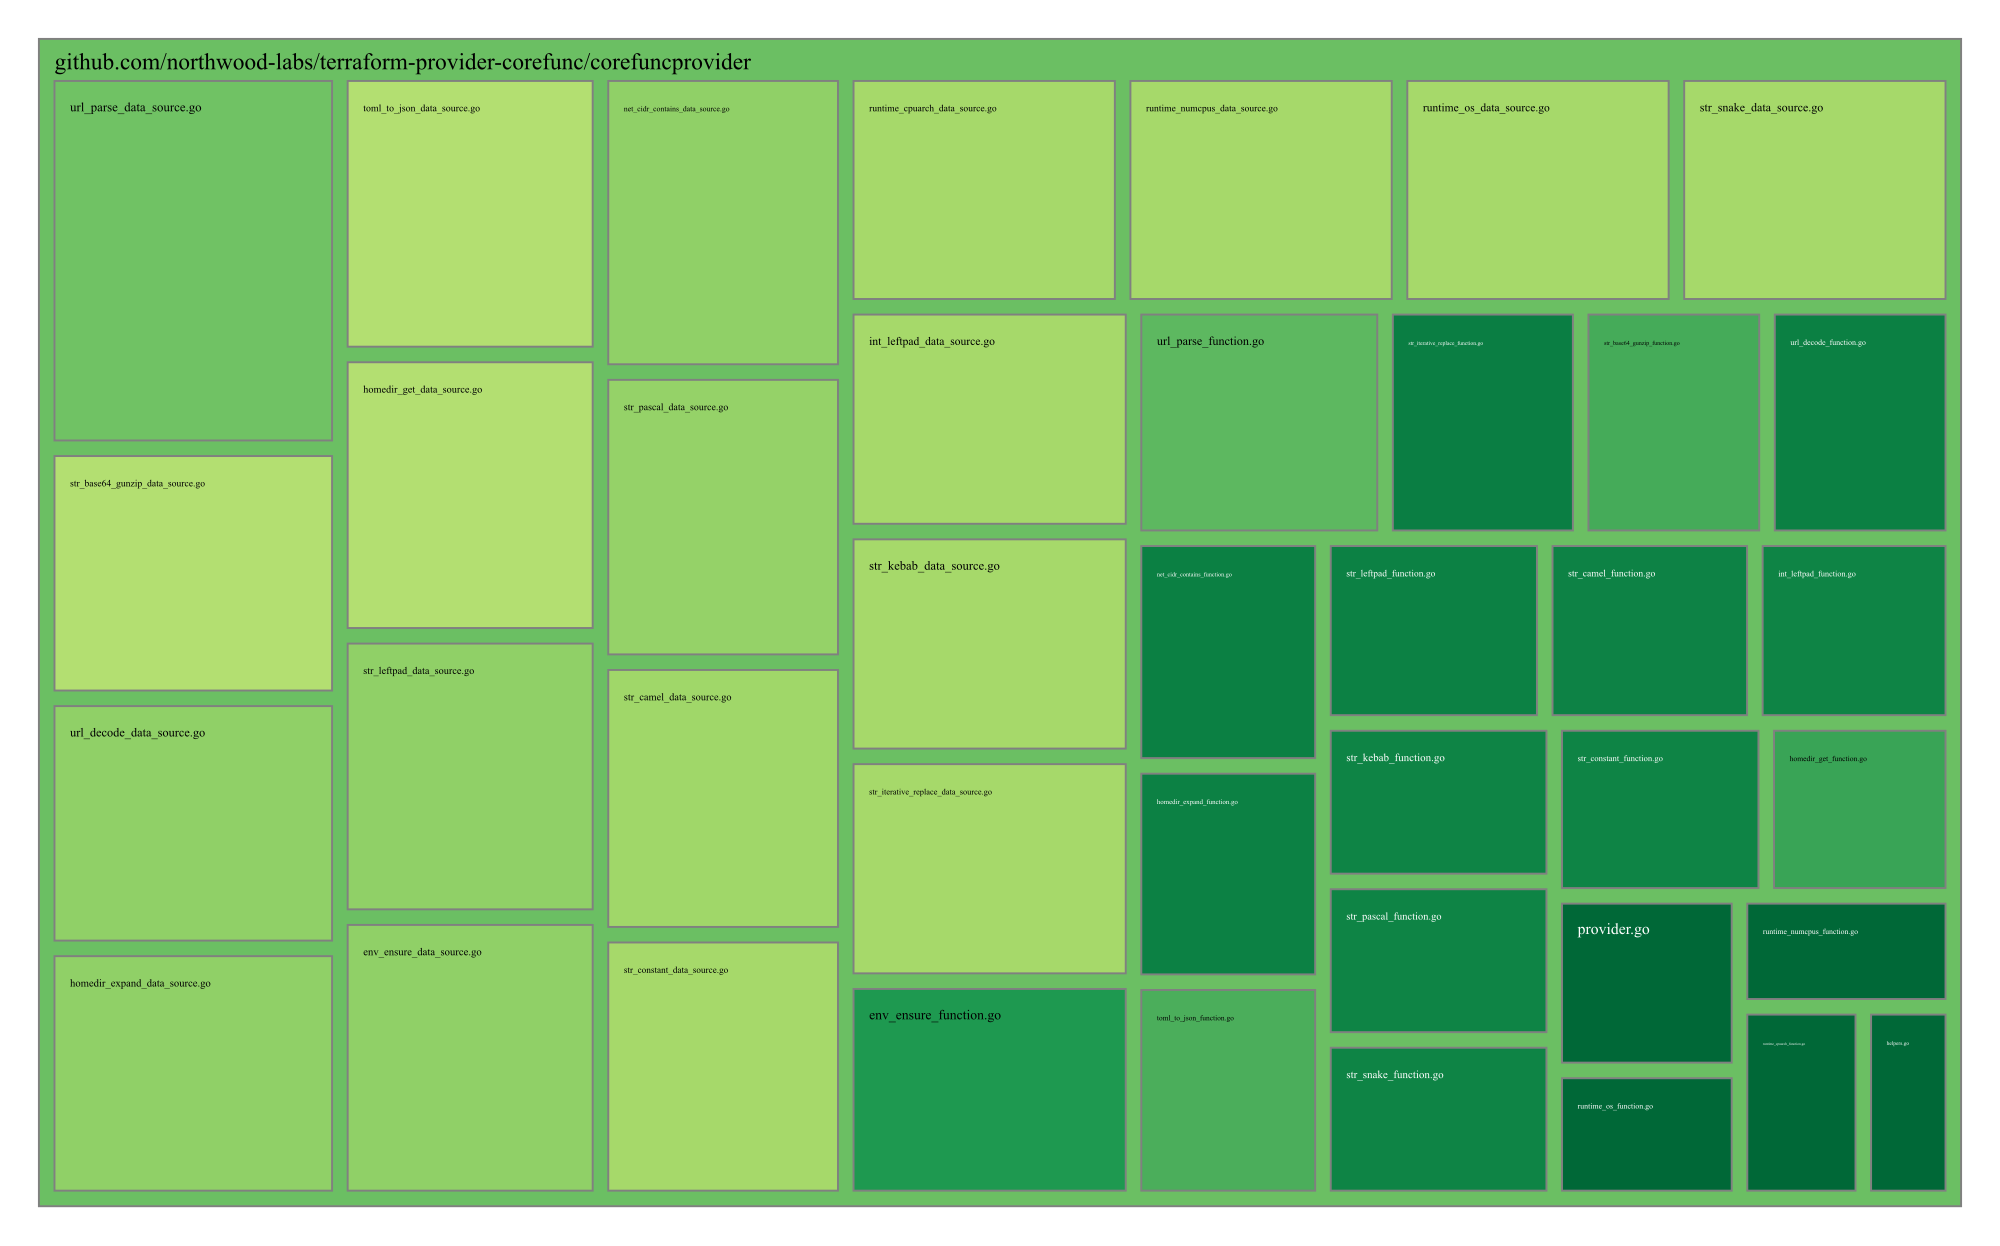 github.com/northwood-labs/terraform-provider-corefunc/corefuncprovider
url_parse_data_source.go
toml_to_json_data_source.go
net_cidr_contains_data_source.go
runtime_cpuarch_data_source.go
runtime_numcpus_data_source.go
runtime_os_data_source.go
str_snake_data_source.go
int_leftpad_data_source.go
url_parse_function.go
str_iterative_replace_function.go
str_base64_gunzip_function.go
url_decode_function.go
homedir_get_data_source.go
str_pascal_data_source.go
str_base64_gunzip_data_source.go
str_kebab_data_source.go
net_cidr_contains_function.go
str_leftpad_function.go
str_camel_function.go
int_leftpad_function.go
str_leftpad_data_source.go
str_camel_data_source.go
url_decode_data_source.go
str_kebab_function.go
str_constant_function.go
homedir_get_function.go
str_iterative_replace_data_source.go
homedir_expand_function.go
str_pascal_function.go
provider.go
runtime_numcpus_function.go
env_ensure_data_source.go
str_constant_data_source.go
homedir_expand_data_source.go
env_ensure_function.go
toml_to_json_function.go
runtime_cpuarch_function.go
helpers.go
str_snake_function.go
runtime_os_function.go